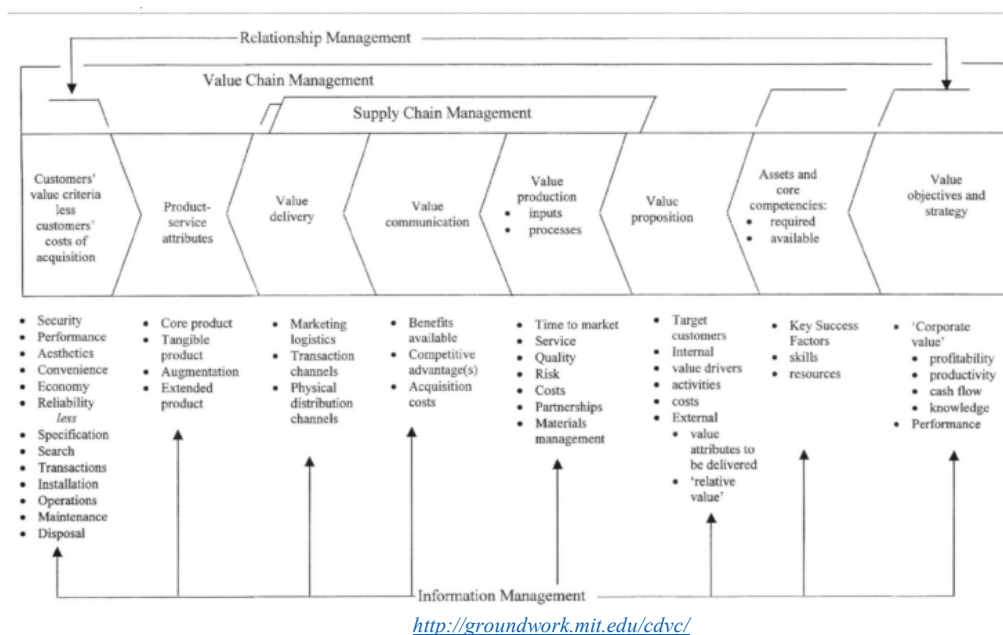 Relationship Management
Value Chain Management
Supply Chain Management
Customers'
value criteria
less
customers'
costs of
acquisition
Product-
service
attributes
Value
delivery
Value
communication
Value
production
• inputs
• processes
Value
proposition
Assets and
core
competencies:
• required
• available
Value
objectives and
strategy
• Security
• Performance
• Aesthetics
• Convenience
• Economy
• Reliability
less
• Specification
• Search
• Transactions
• Installation
• Operations
• Maintenance
• Disposal
• Core product
• Tangible
product
• Augmentation
• Extended
product
• Marketing
logistics
• Transaction
channels
• Physical
distribution
channels
• Benefits
available
• Competitive
advantage(s)
• Acquisition
costs
• Time to market
• Service
• Quality
• Risk
• Costs
• Partnerships
• Materials
management
• Target
customers
• Internal
• value drivers
• activities
• costs
• External
• value
attributes to
be delivered
• 'relative
value'
• Key Success
Factors
• skills
• resources
• 'Corporate
value'
• profitability
• productivity
• cash flow
• knowledge
• Performance
Information Management
http://groundwork.mit.edu/cdvc/